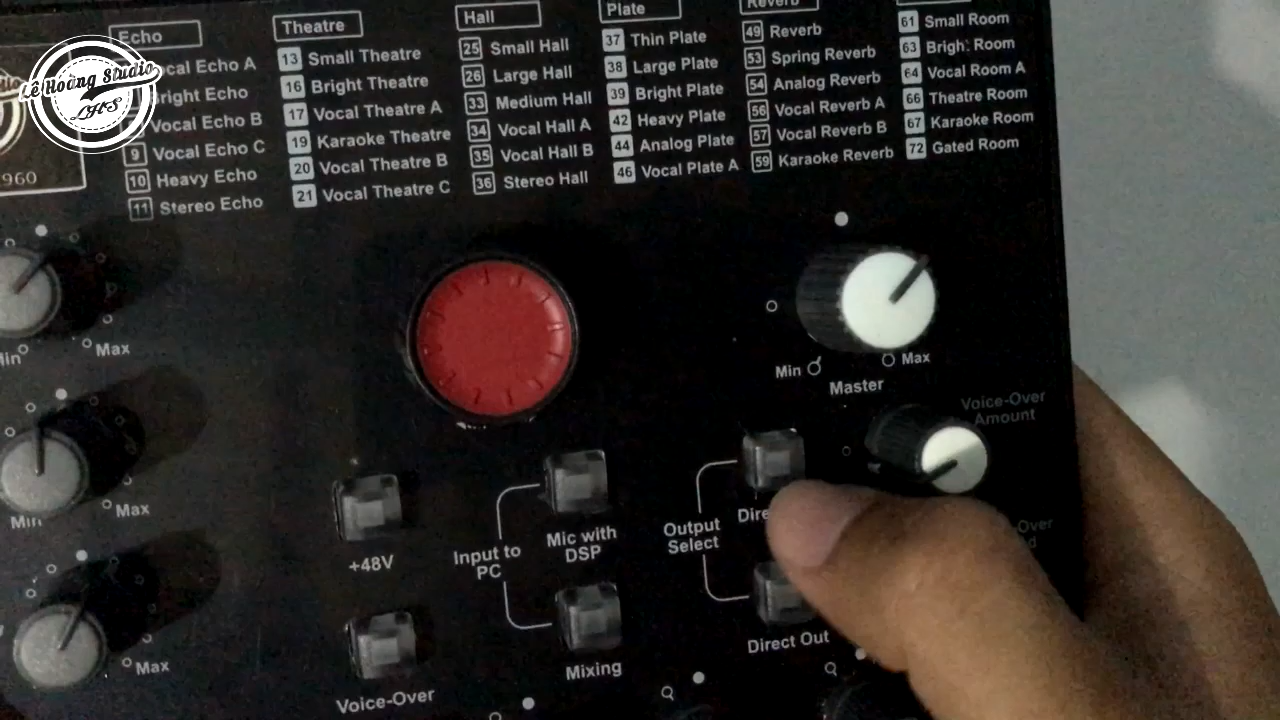 Lê Hoàng Studio
LHS
960
Echo
Vocal Echo A
Bright Echo
Vocal Echo B
9 Vocal Echo C
10 Heavy Echo
11 Stereo Echo
Theatre
13 Small Theatre
16 Bright Theatre
17 Vocal Theatre A
19 Karaoke Theatre
20 Vocal Theatre B
21 Vocal Theatre C
Hall
25 Small Hall
26 Large Hall
33 Medium Hall
34 Vocal Hall A
35 Vocal Hall B
36 Stereo Hall
Plate
37 Thin Plate
38 Large Plate
39 Bright Plate
42 Heavy Plate
44 Analog Plate
46 Vocal Plate A
Reverb
49 Reverb
53 Spring Reverb
54 Analog Reverb
56 Vocal Reverb A
57 Vocal Reverb B
59 Karaoke Reverb
61 Small Room
63 Bright Room
64 Vocal Room A
66 Theatre Room
67 Karaoke Room
72 Gated Room
Min
Max
Min
Max
Max
Min
Max
Master
Voice-Over
Amount
+48V
Voice-Over
Input to
PC
Mic with
DSP
Mixing
Output
Select
Direct Out